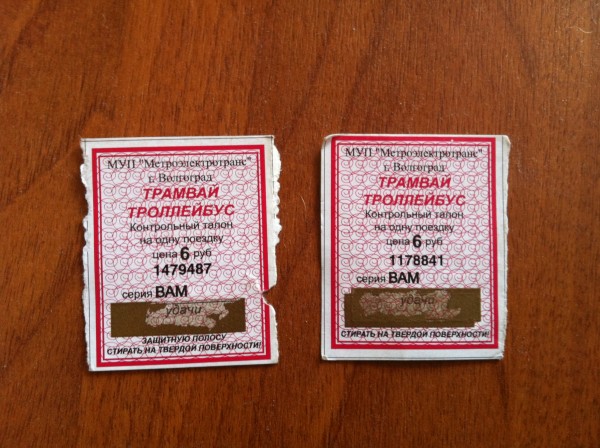 МУП "Метроэлектротранс"
г. Волгоград
ТРАМВАЙ
ТРОЛЛЕЙБУС
Контрольный талон
на одну поездку
цена 6 руб
1479487
серия ВАМ
удачи
ЗАЩИТНУЮ ПОЛОСУ
СТИРАТЬ НА ТВЕРДОЙ ПОВЕРХНОСТИ!
МУП "Метроэлектротранс"
г. Волгоград
ТРАМВАЙ
ТРОЛЛЕЙБУС
Контрольный талон
на одну поездку
цена 6 руб
1178841
серия ВАМ
удачи
СТИРАТЬ НА ТВЕРДОЙ ПОВЕРХНОСТИ!